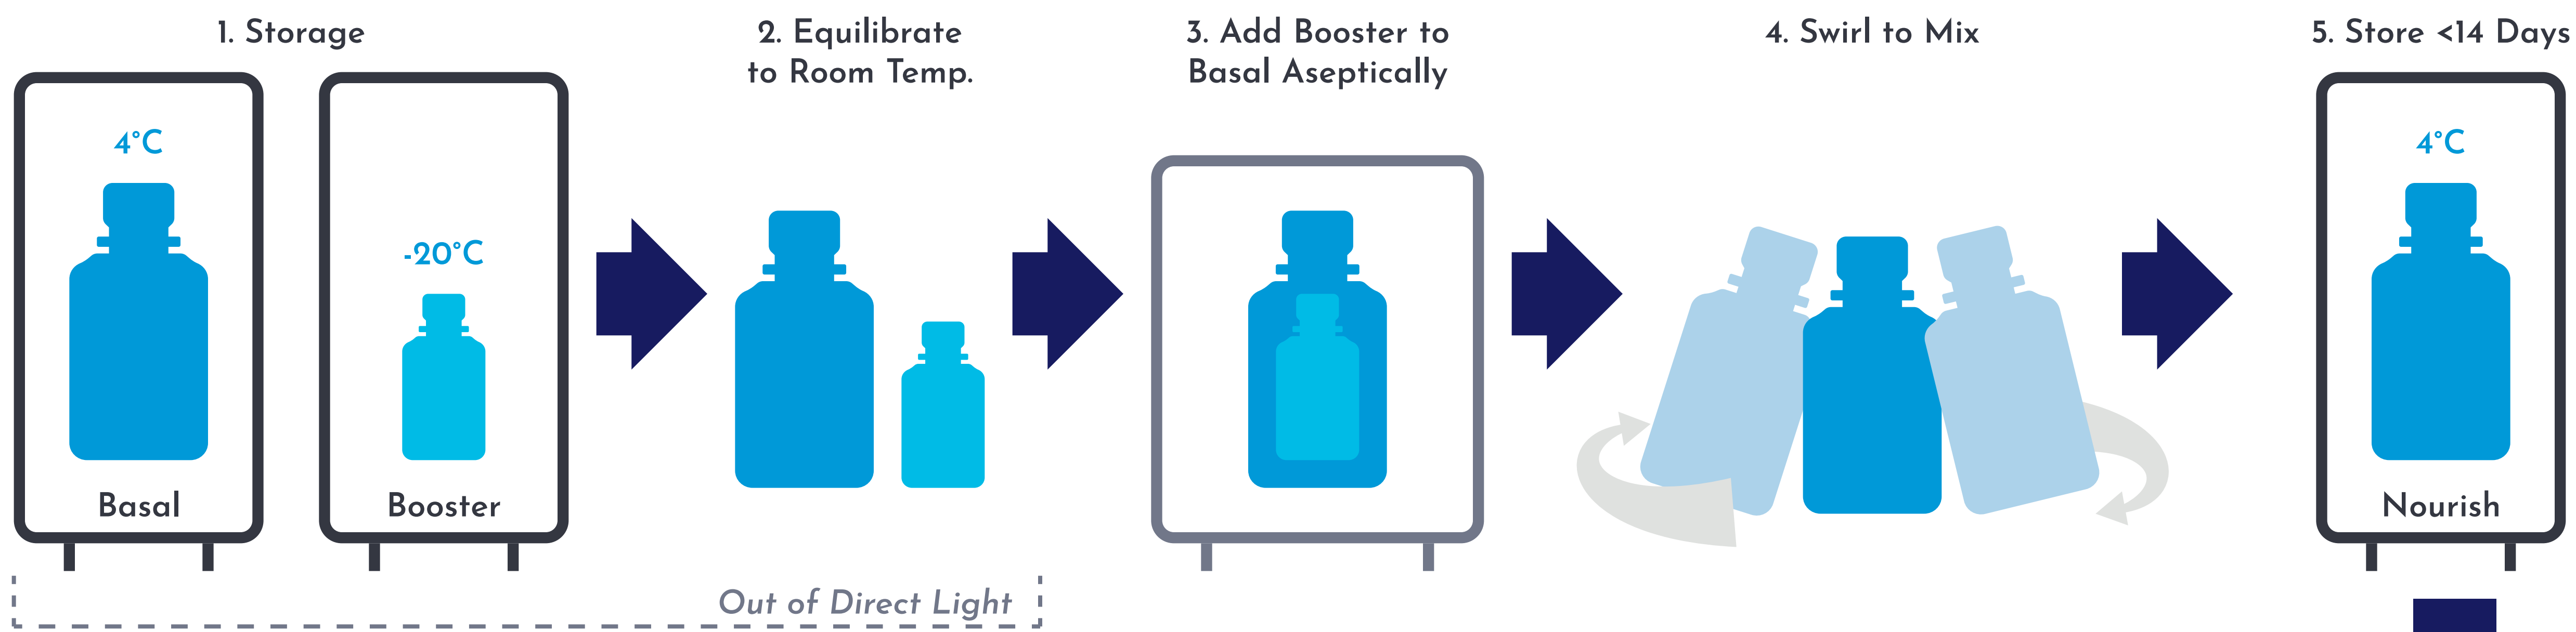 1. Storage
4°C
Basal
-20°C
Booster
2. Equilibrate
to Room Temp.
Out of Direct Light
3. Add Booster to
Basal Aseptically
4. Swirl to Mix
5. Store <14 Days
4°C
Nourish